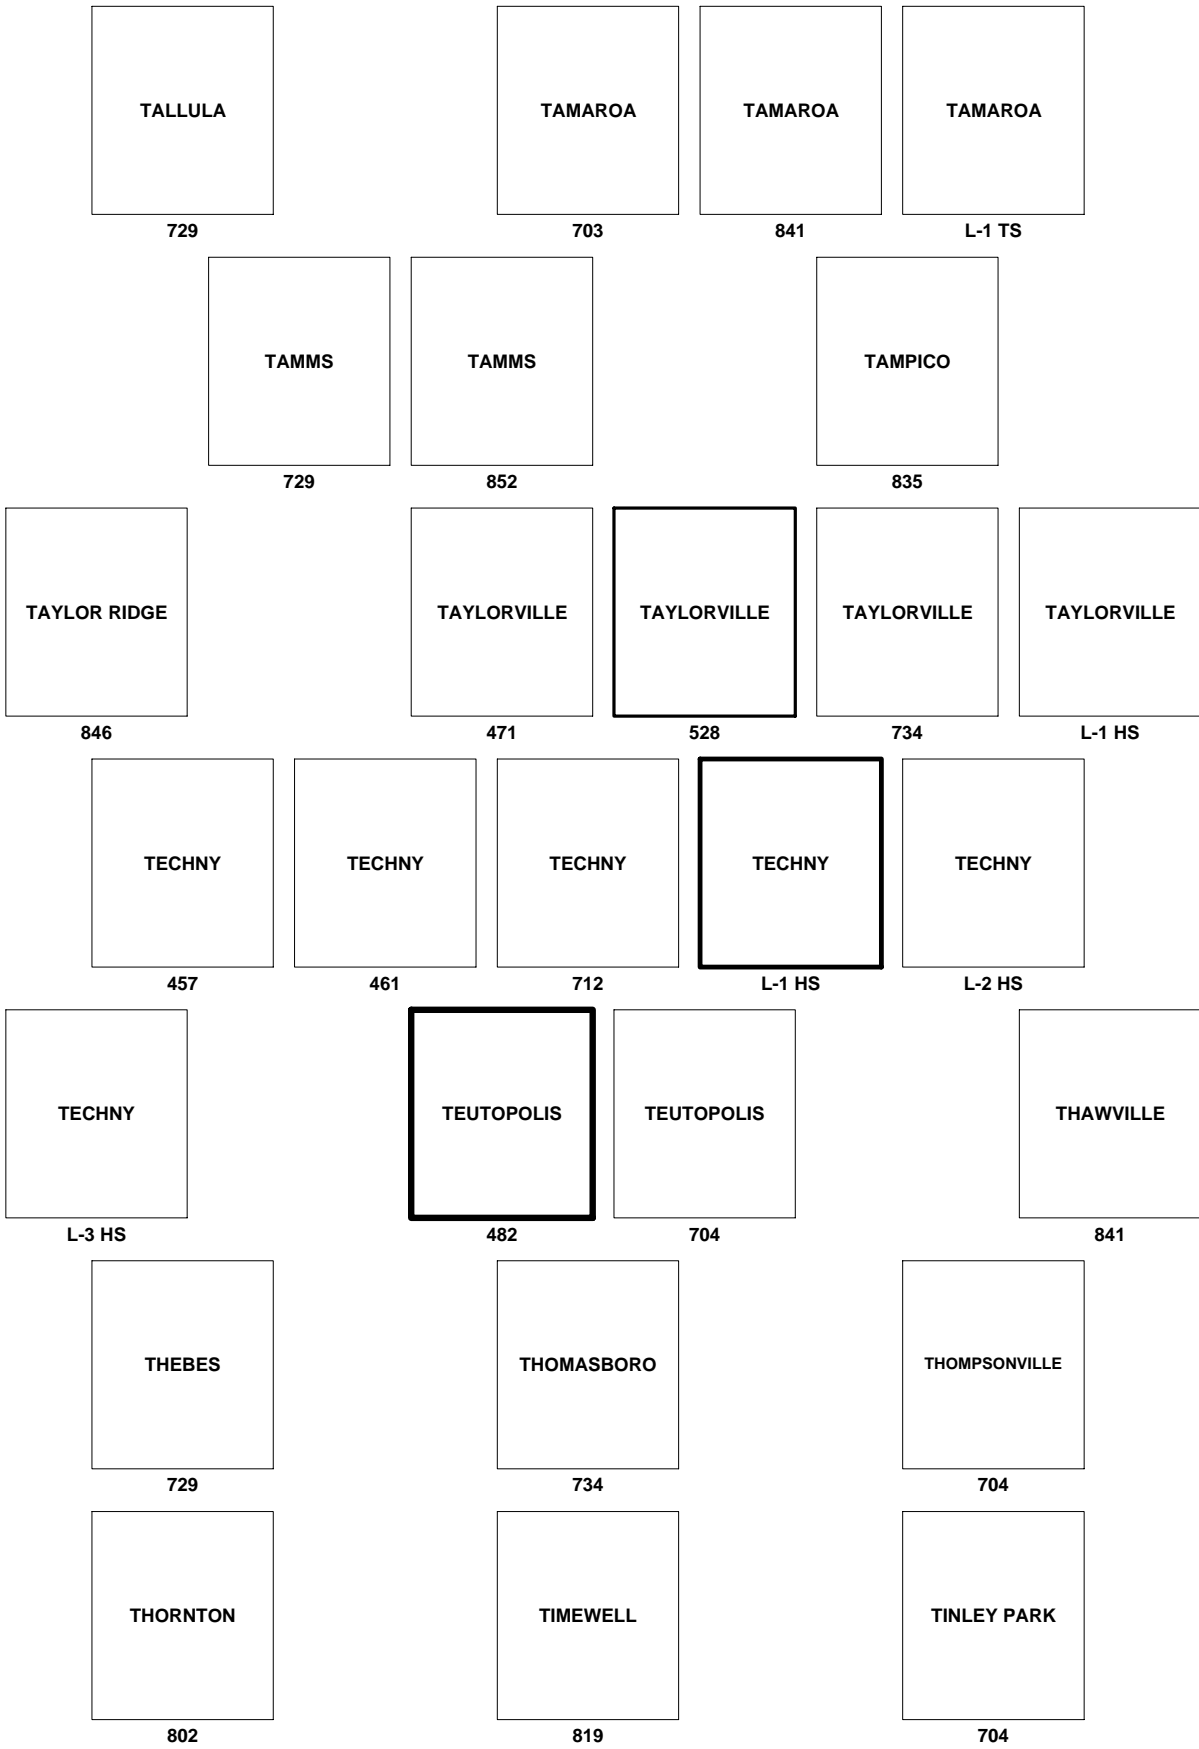 TALLULA
TAMAROA
TAMAROA
TAMAROA
729
703
841
L-1 TS
TAMMS
TAMMS
TAMPICO
729
852
835
TAYLOR RIDGE
TAYLORVILLE
TAYLORVILLE
TAYLORVILLE
TAYLORVILLE
846
471
528
734
L-1 HS
TECHNY
TECHNY
TECHNY
TECHNY
TECHNY
457
461
712
L-1 HS
L-2 HS
TECHNY
TEUTOPOLIS
TEUTOPOLIS
THAWVILLE
L-3 HS
482
704
841
THEBES
THOMASBORO
THOMPSONVILLE
729
734
704
THORNTON
TIMEWELL
TINLEY PARK
802
819
704